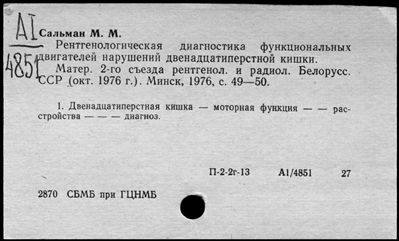 АІ
4851
Сальман М. М.
Рентгенологическая диагностика функциональных
двигателей нарушений двенадцатиперстной кишки.
Матер. 2-го съезда рентгенол. и радиол. Белорусс.
ССР (окт. 1976 г.). Минск, 1976, с. 49—50.
1. Двенадцатиперстная кишка — моторная функция — — рас-
стройства — — — диагноз.
П-2-2г-13 А1/4851 27
2870 СБМБ при ГЦНМБ